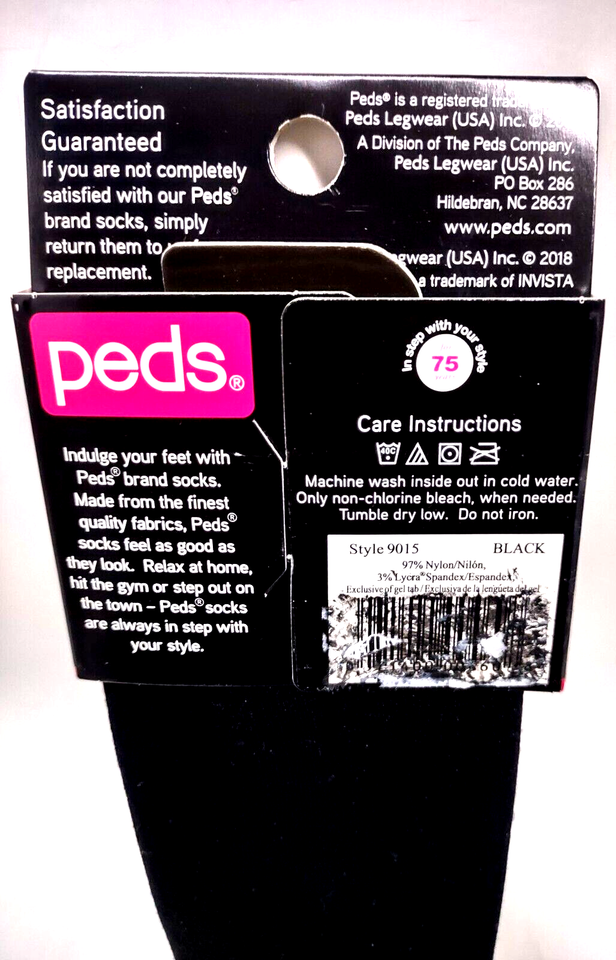 Satisfaction
Guaranteed
If you are not completely
satisfied with our Peds®
brand socks, simply
return them to
replacement.
Peds® is a registered
Peds Legwear (USA) Inc. ©
A Division of The Peds Company,
Peds Legwear (USA) Inc.
PO Box 286
Hildebran, NC 28637
www.peds.com
(USA) Inc. © 2018
a trademark of INVISTA
peds®
Indulge your feet with
Peds® brand socks.
Made from the finest
quality fabrics, Peds®
socks feel as good as
they look. Relax at home,
hit the gym or step out on
the town – Peds® socks
are always in step with
your style.
in step with your style
75
Care Instructions
40C
Machine wash inside out in cold water.
Only non-chlorine bleach, when needed.
Tumble dry low. Do not iron.
Style 9015 BLACK
97% Nylon/Nilón,
3% Lycra® Spandex/Espandex
Exclusive of gel tab / Exclusiva de la lengüeta del gel